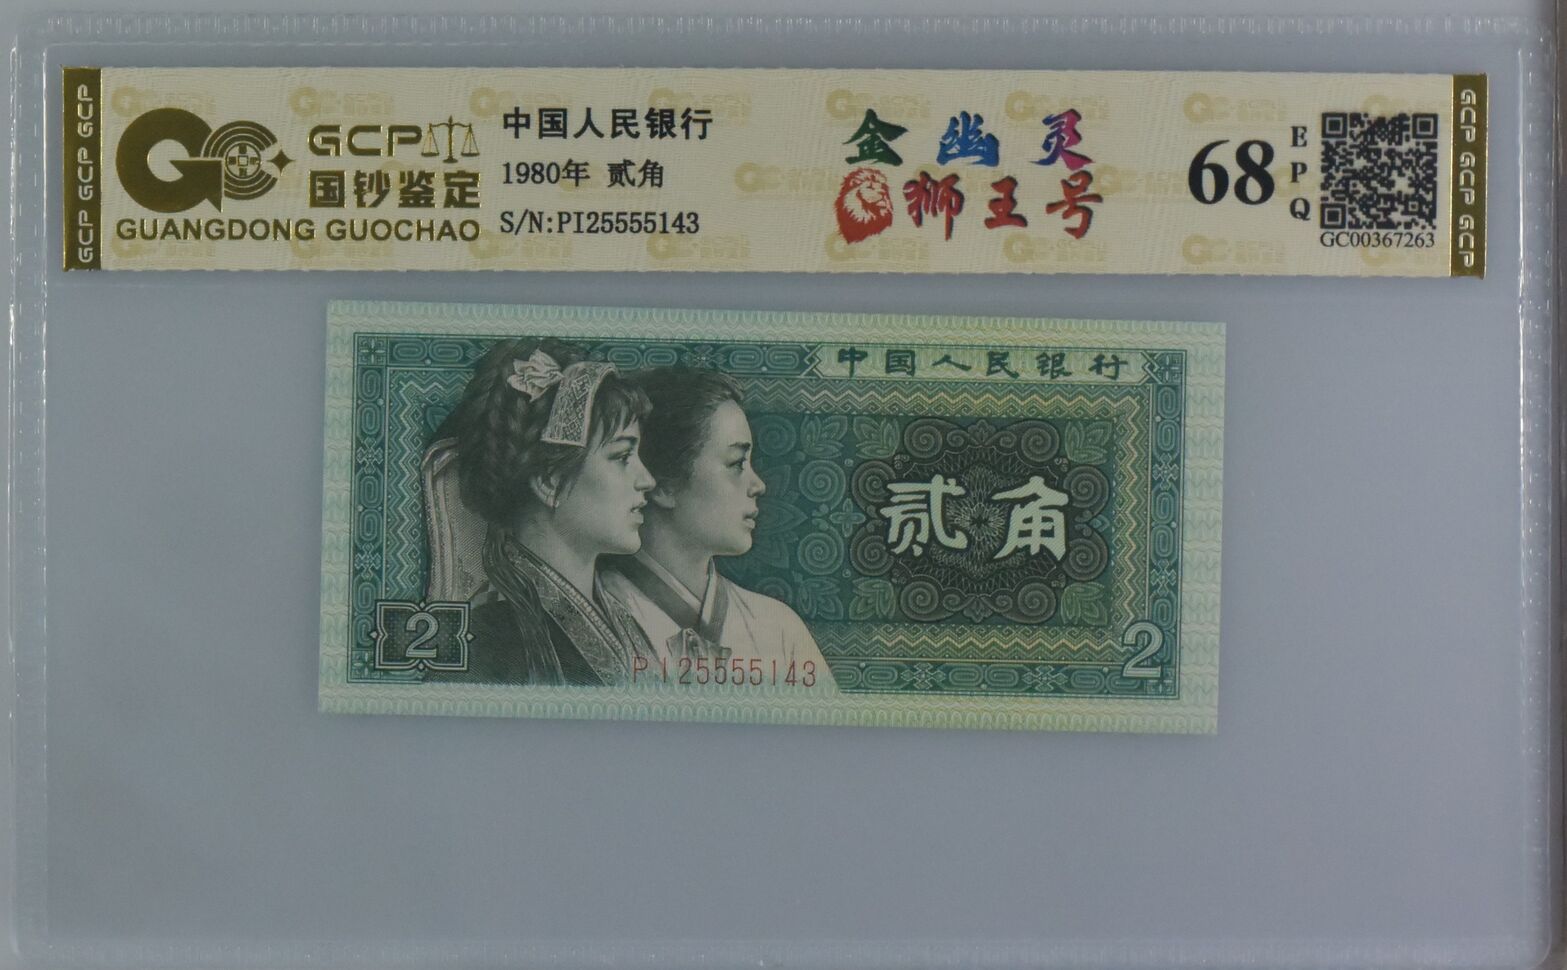 GCP GCP GCP
GCP
国钞鉴定
GUANGDONG GUOCHAO
中国人民银行
1980年 贰角
S/N:PI25555143
金幽灵
狮王号
68
EPQ
GC00367263
GCP GCP GCP
中国人民银行
贰角
2
2
PI25555143